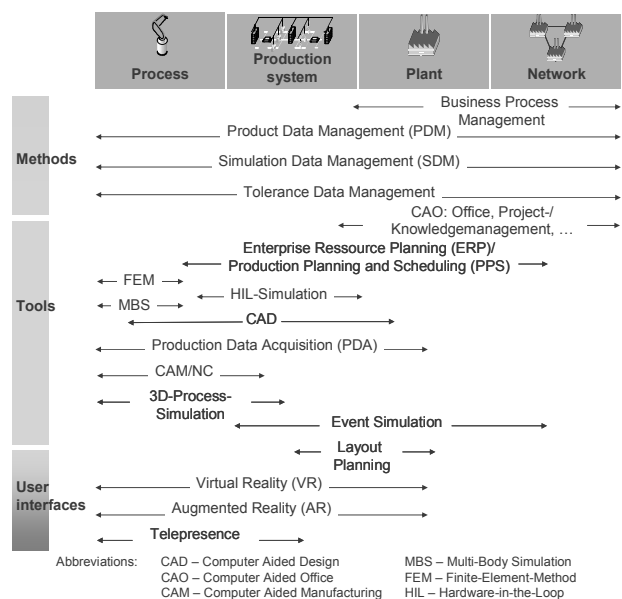 Process
Production
system
Plant
Network
Methods
Business Process
Management
Product Data Management (PDM)
Simulation Data Management (SDM)
Tolerance Data Management
Tools
CAO: Office, Project-/
Knowledgemanagement, …
Enterprise Ressource Planning (ERP)/
Production Planning and Scheduling (PPS)
FEM
HIL-Simulation
MBS
CAD
Production Data Acquisition (PDA)
CAM/NC
3D-Process-
Simulation
Event Simulation
Layout
Planning
User
interfaces
Virtual Reality (VR)
Augmented Reality (AR)
Telepresence
Abbreviations:
CAD – Computer Aided Design
CAO – Computer Aided Office
CAM – Computer Aided Manufacturing
MBS – Multi-Body Simulation
FEM – Finite-Element-Method
HIL – Hardware-in-the-Loop